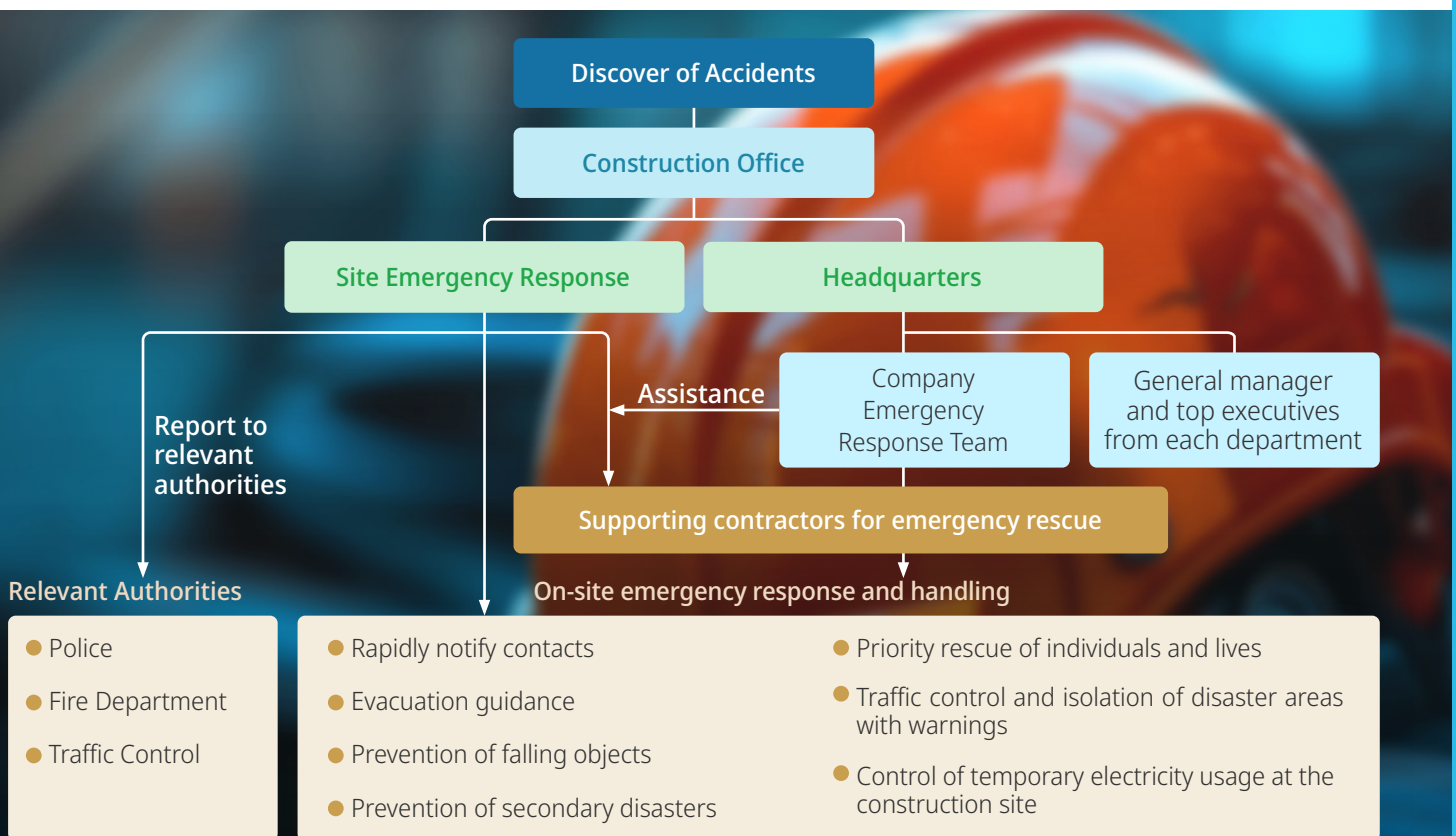 Discover of Accidents
Construction Office
Site Emergency Response
Headquarters
Company
Emergency
Response Team
General manager
and top executives
from each department
Assistance
Report to
relevant
authorities
Supporting contractors for emergency rescue
Relevant Authorities
On-site emergency response and handling
Police
Fire Department
Traffic Control
Rapidly notify contacts
Evacuation guidance
Prevention of falling objects
Prevention of secondary disasters
Priority rescue of individuals and lives
Traffic control and isolation of disaster areas
with warnings
Control of temporary electricity usage at the
construction site